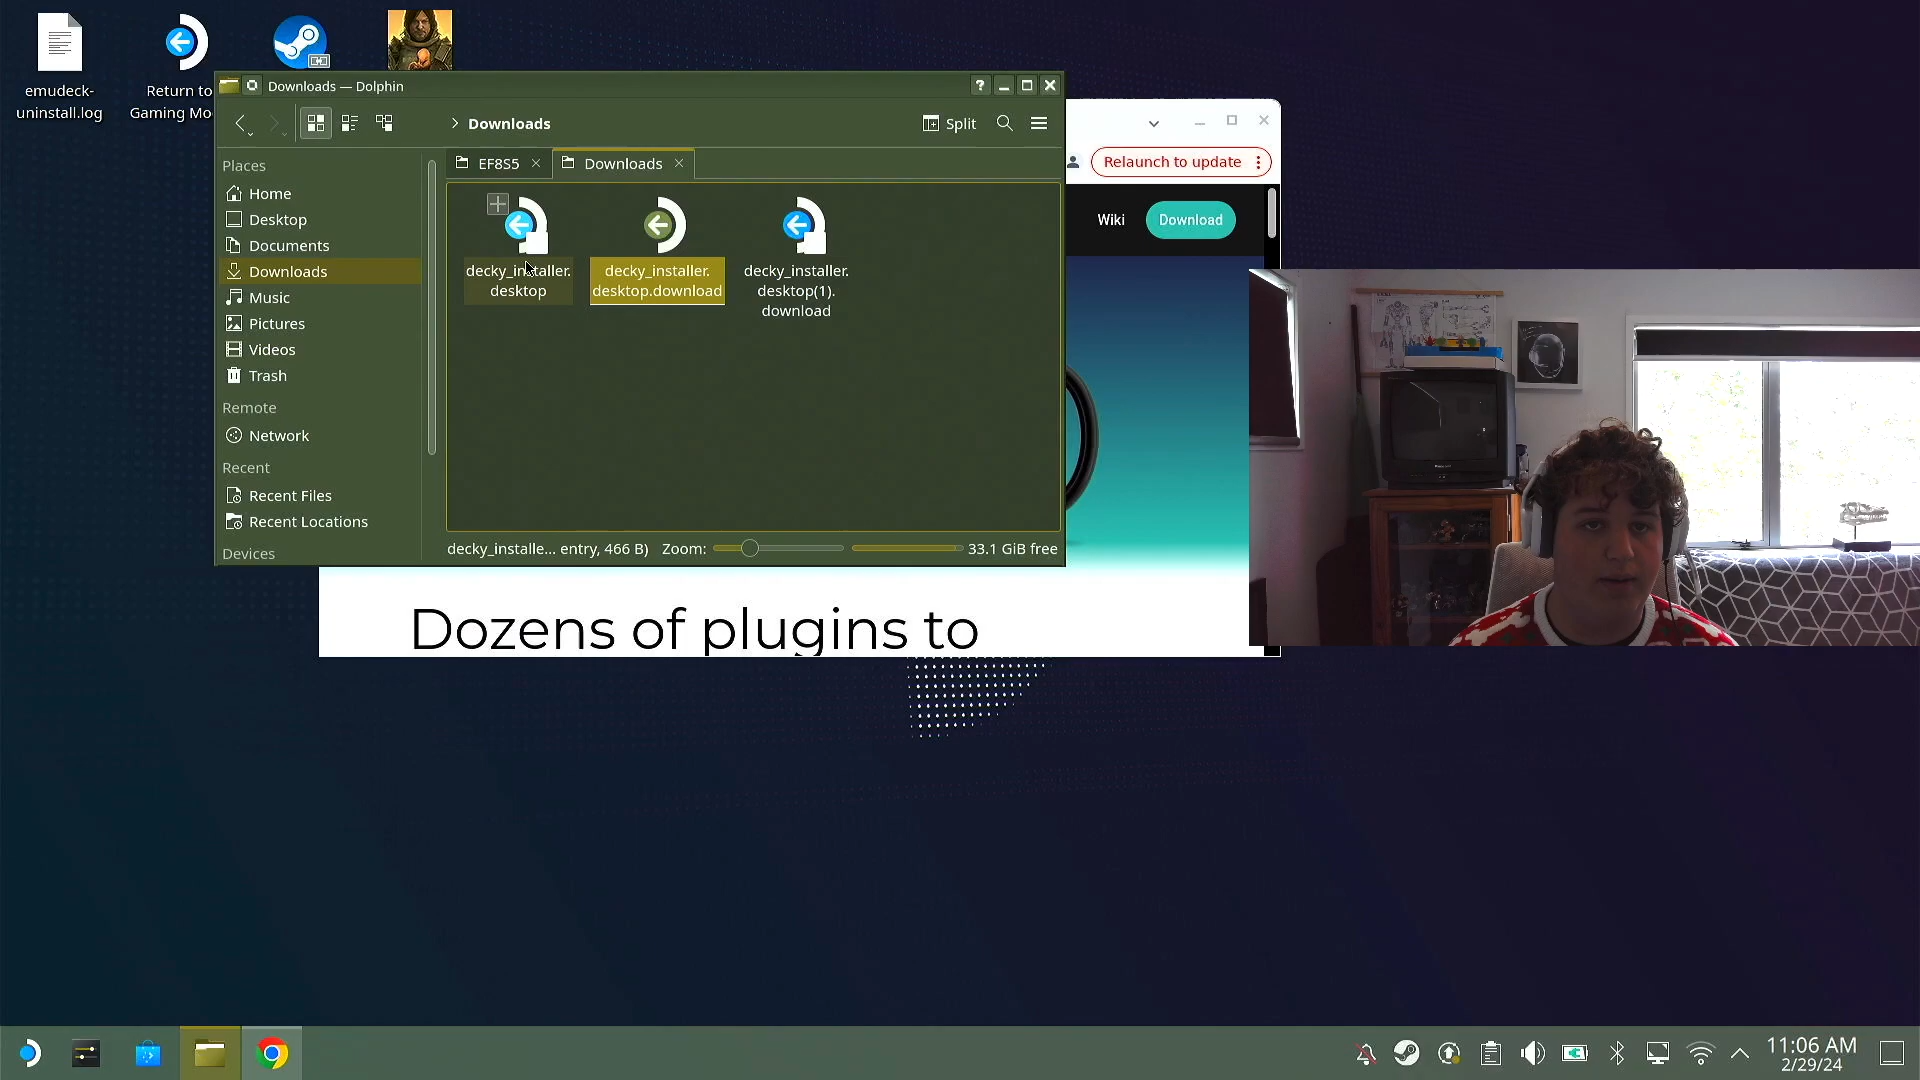 emudeck-
uninstall.log
Return to
Gaming Mo
Downloads — Dolphin
Downloads
Split
Places
Home
Desktop
Documents
Downloads
Music
Pictures
Videos
Trash
Remote
Network
Recent
Recent Files
Recent Locations
Devices
EF8S5
Downloads
decky_installer.
desktop
decky_installer.
desktop.download
decky_installer.
desktop(1).
download
decky_installe... entry, 466 B)
Zoom:
33.1 GiB free
Relaunch to update
Wiki
Download
Dozens of plugins to
11:06 AM
2/29/24